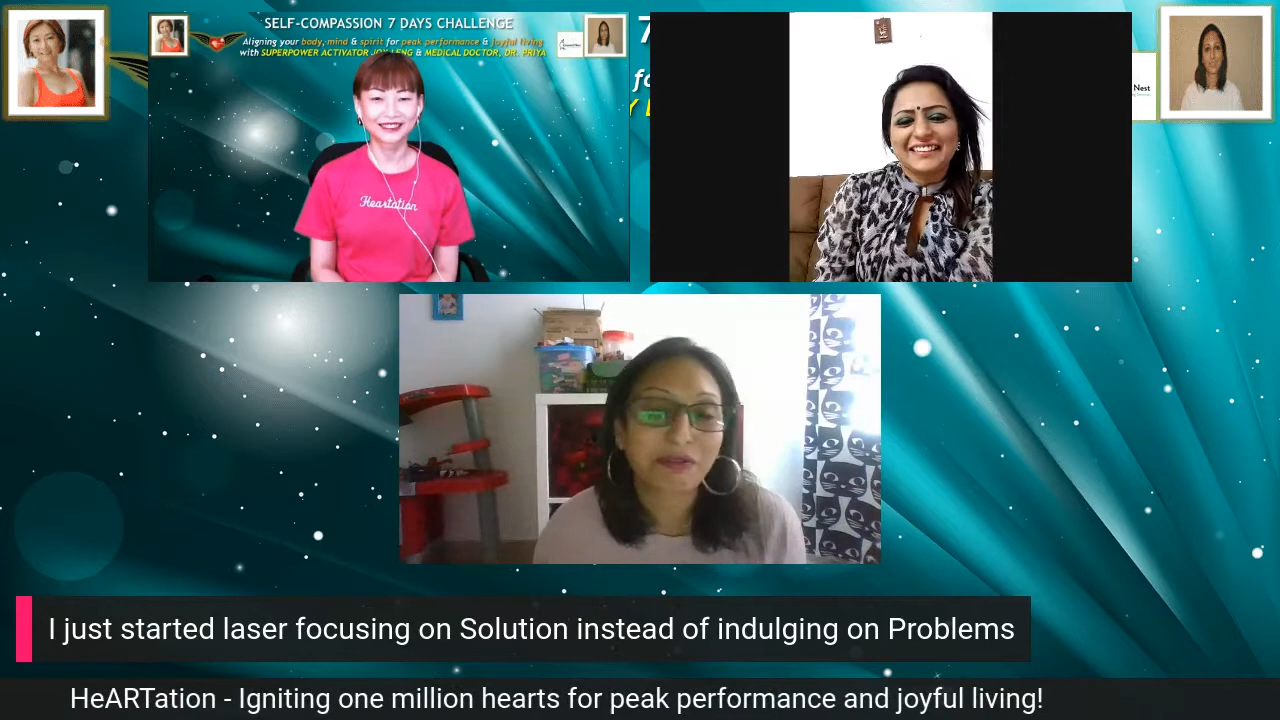 SELF-COMPASSION 7 DAYS CHALLENGE
Aligning your body, mind & spirit for peak performance & joyful living
with SUPERPOWER ACTIVATOR JOY LENG & MEDICAL DOCTOR, DR. PRIYA
7
fo
Nest
Heartation
I just started laser focusing on Solution instead of indulging on Problems
HeARTation - Igniting one million hearts for peak performance and joyful living!